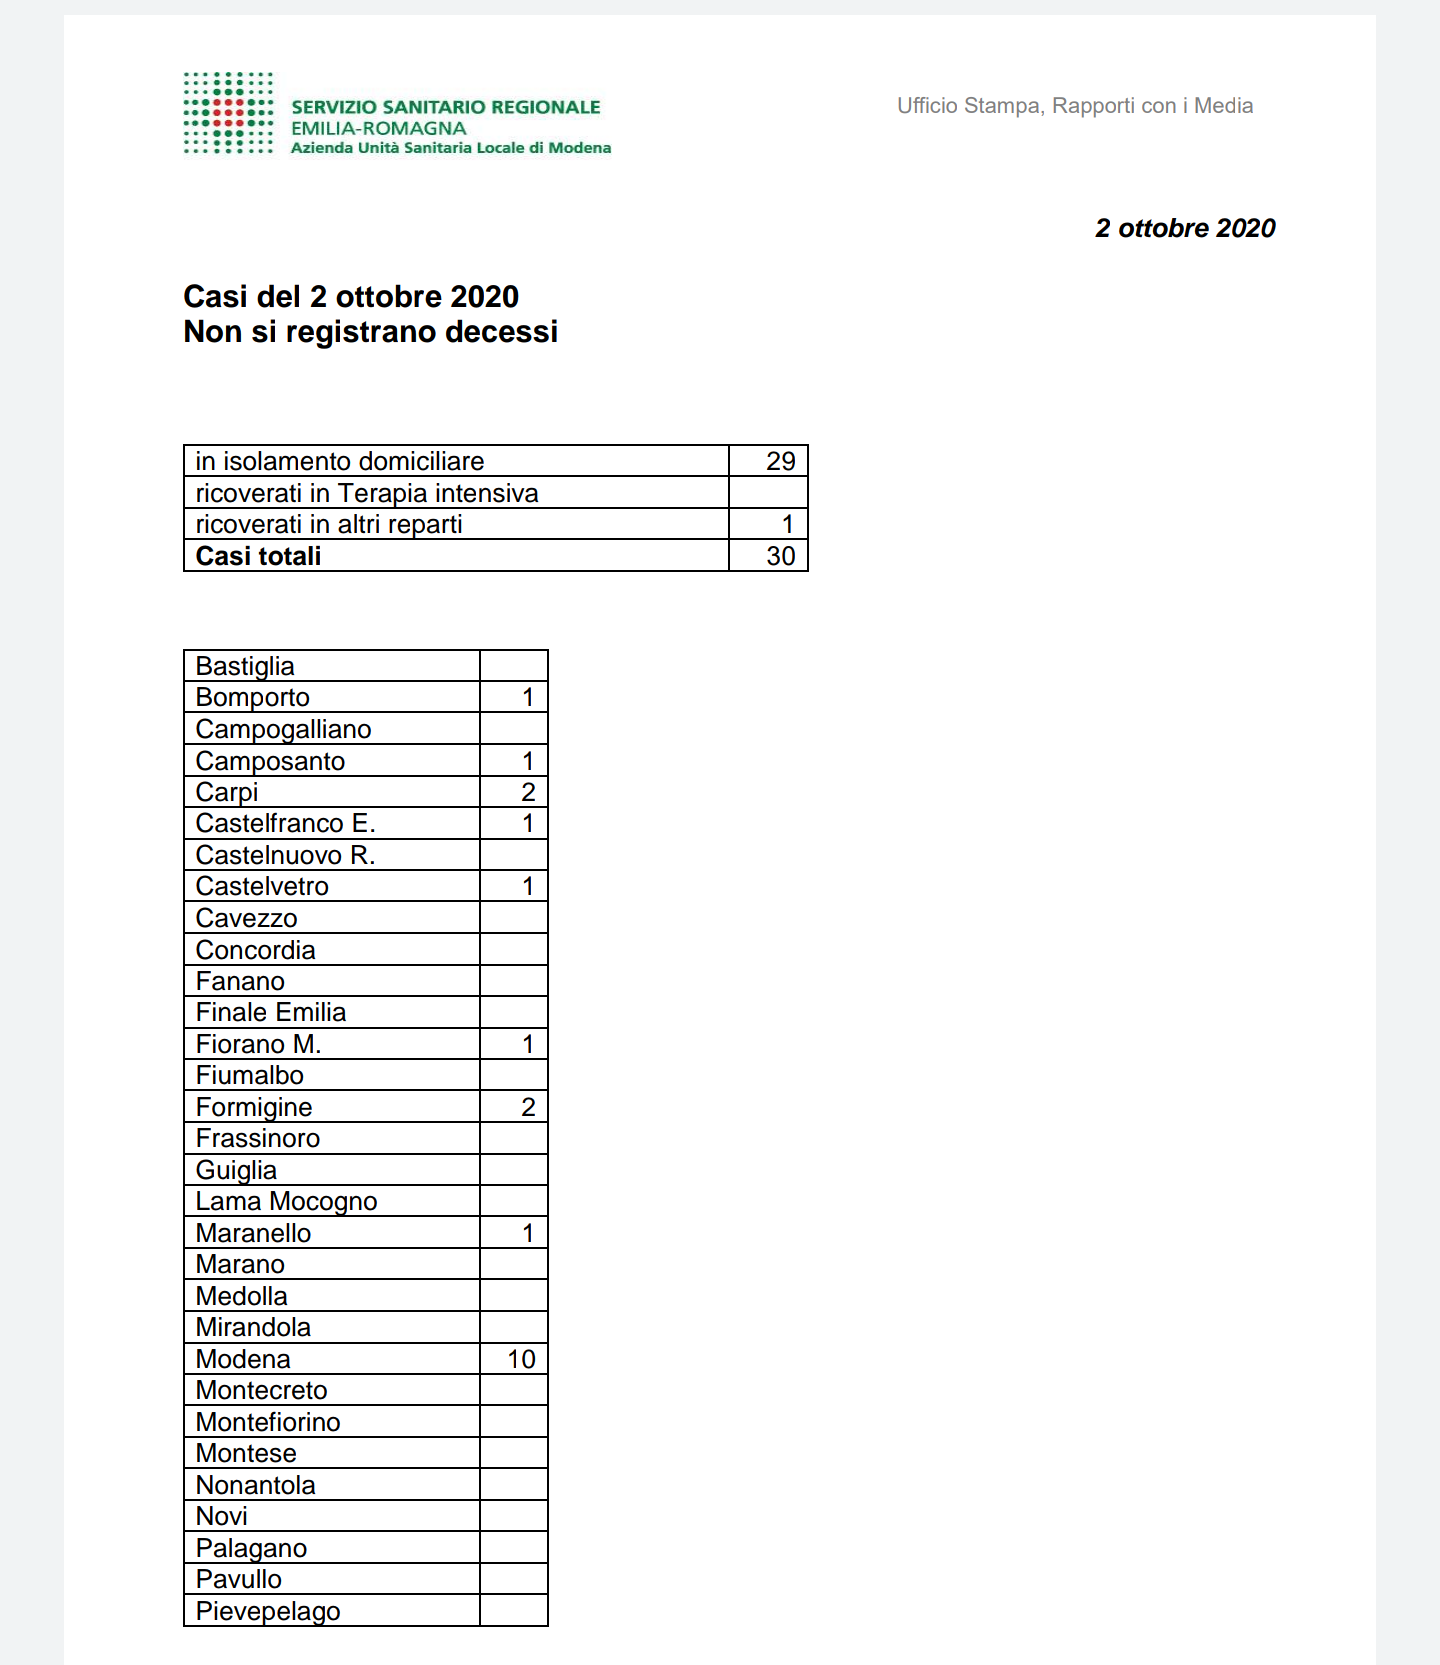 SERVIZIO SANITARIO REGIONALE
EMILIA-ROMAGNA
Azienda Unità Sanitaria Locale di Modena
Ufficio Stampa, Rapporti con i Media
2 ottobre 2020
Casi del 2 ottobre 2020
Non si registrano decessi
in isolamento domiciliare 29
ricoverati in Terapia intensiva
ricoverati in altri reparti 1
Casi totali 30
Bastiglia
Bomporto 1
Campogalliano
Camposanto 1
Carpi 2
Castelfranco E. 1
Castelnuovo R.
Castelvetro 1
Cavezzo
Concordia
Fanano
Finale Emilia
Fiorano M. 1
Fiumalbo
Formigine 2
Frassinoro
Guiglia
Lama Mocogno
Maranello 1
Marano
Medolla
Mirandola
Modena 10
Montecreto
Montefiorino
Montese
Nonantola
Novi
Palagano
Pavullo
Pievepelago